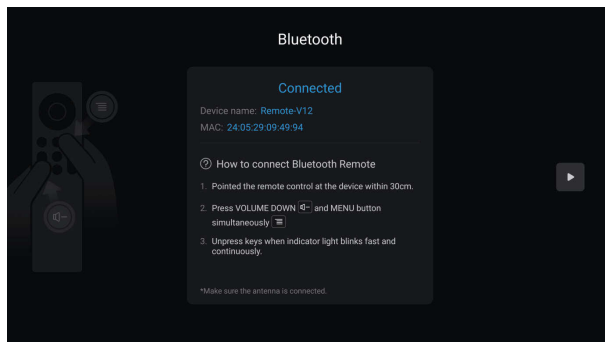 Bluetooth
Connected
Device name: Remote-V12
MAC: 24:05:29:09:49:94
How to connect Bluetooth Remote
1. Pointed the remote control at the device within 30cm.
2. Press VOLUME DOWN and MENU button
simultaneously
3. Unpress keys when indicator light blinks fast and
continuously.
*Make sure the antenna is connected.